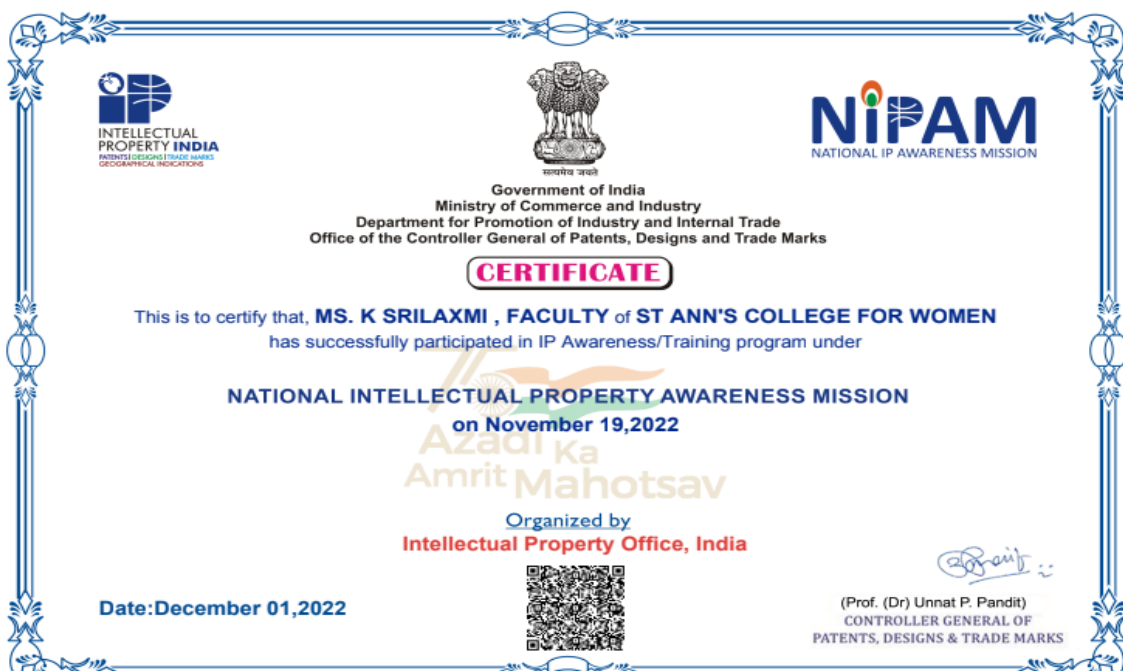 INTELLECTUAL
PROPERTY INDIA
PATENTS | DESIGNS | TRADE MARKS
GEOGRAPHICAL INDICATIONS
सत्यमेव जयते
NiPAM
NATIONAL IP AWARENESS MISSION
Government of India
Ministry of Commerce and Industry
Department for Promotion of Industry and Internal Trade
Office of the Controller General of Patents, Designs and Trade Marks
CERTIFICATE
This is to certify that, MS. K SRILAXMI , FACULTY of ST ANN'S COLLEGE FOR WOMEN
has successfully participated in IP Awareness/Training program under
NATIONAL INTELLECTUAL PROPERTY AWARENESS MISSION
on November 19,2022
75
Azadi Ka
Amrit Mahotsav
Organized by
Intellectual Property Office, India
Date:December 01,2022
(Prof. (Dr) Unnat P. Pandit)
CONTROLLER GENERAL OF
PATENTS, DESIGNS & TRADE MARKS